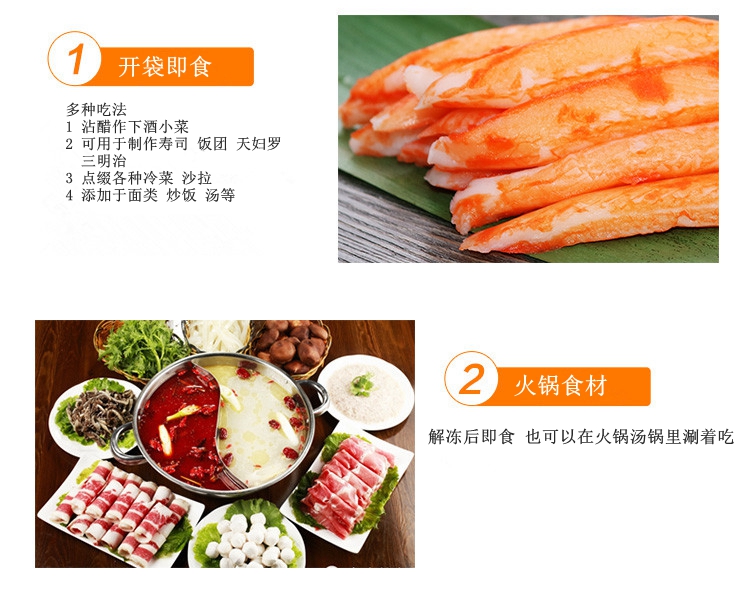 1 开袋即食
多种吃法
1 沾醋作下酒小菜
2 可用于制作寿司 饭团 天妇罗
三明治
3 点缀各种冷菜 沙拉
4 添加于面类 炒饭 汤等
2 火锅食材
解冻后即食 也可以在火锅汤锅里涮着吃